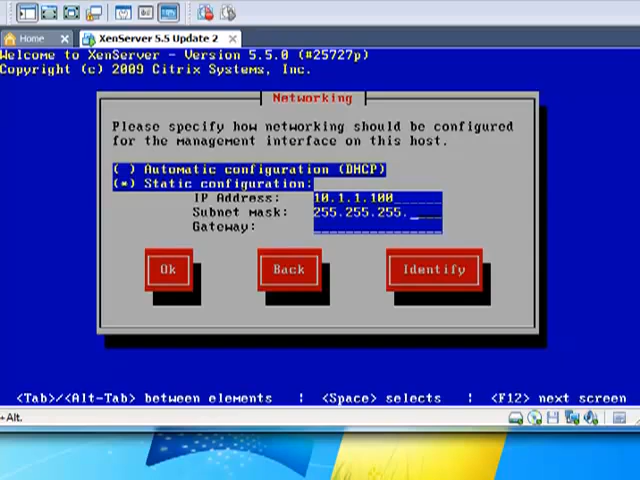 Home
XenServer 5.5 Update 2
Welcome to XenServer - Version 5.5.0 (#25727p)
Copyright (c) 2009 Citrix Systems, Inc.
Networking
Please specify how networking should be configured
for the management interface on this host.
( ) Automatic configuration (DHCP)
(*) Static configuration:
IP Address: 10.1.1.100______
Subnet mask: 255.255.255.____
Gateway: ________________
Ok Back Identify
<Tab>/<Alt-Tab> between elements | <Space> selects | <F12> next screen
+Alt.